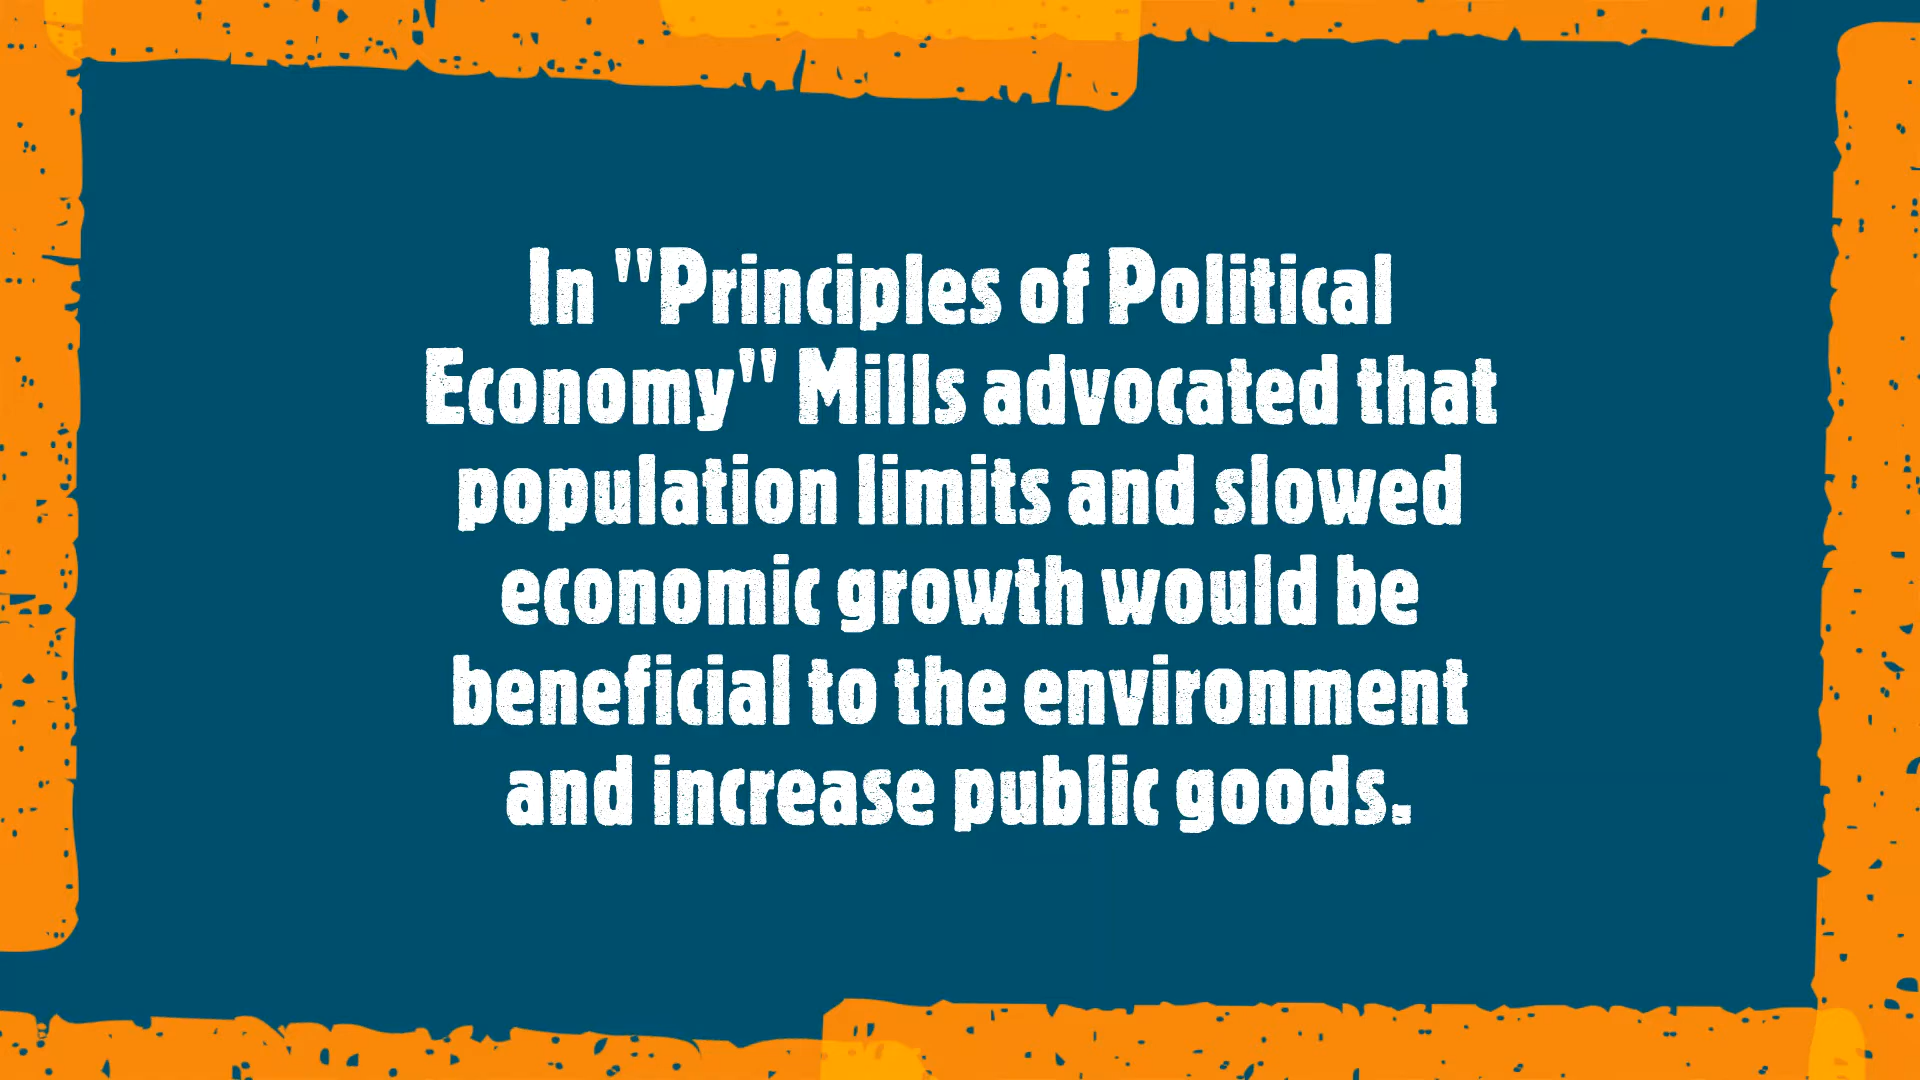 In "Principles of Political
Economy" Mills advocated that
population limits and slowed
economic growth would be
beneficial to the environment
and increase public goods.